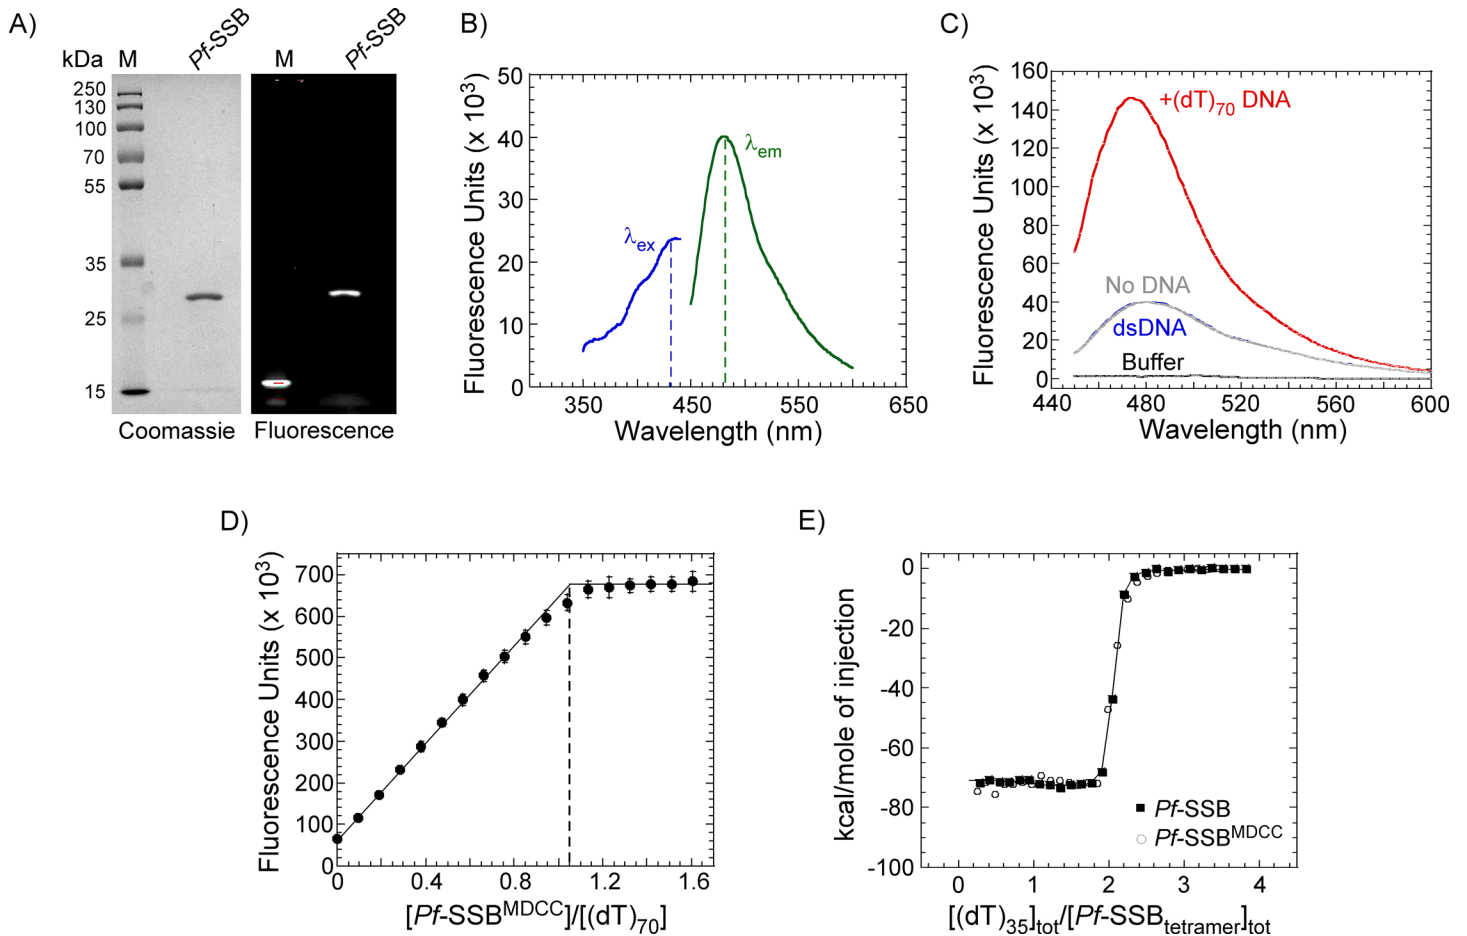 A)
kDa M Pf-SSB M Pf-SSB
250
130
100
70
55
35
25
15
Coomassie Fluorescence
B)
Fluorescence Units (x 10³)
50
40
30
20
10
0
λex
λem
350 450 550 650
Wavelength (nm)
C)
Fluorescence Units (x 10³)
160
140
120
100
80
60
40
20
0
+(dT)70 DNA
No DNA
dsDNA
Buffer
440 480 520 560 600
Wavelength (nm)
D)
Fluorescence Units (x 10³)
700
600
500
400
300
200
100
0
0 0.4 0.8 1.2 1.6
[Pf-SSBMDCC]/[(dT)70]
E)
kcal/mole of injection
0
-20
-40
-60
-80
-100
Pf-SSB
Pf-SSBMDCC
0 1 2 3 4
[(dT)35]tot/[Pf-SSBtetramer]tot